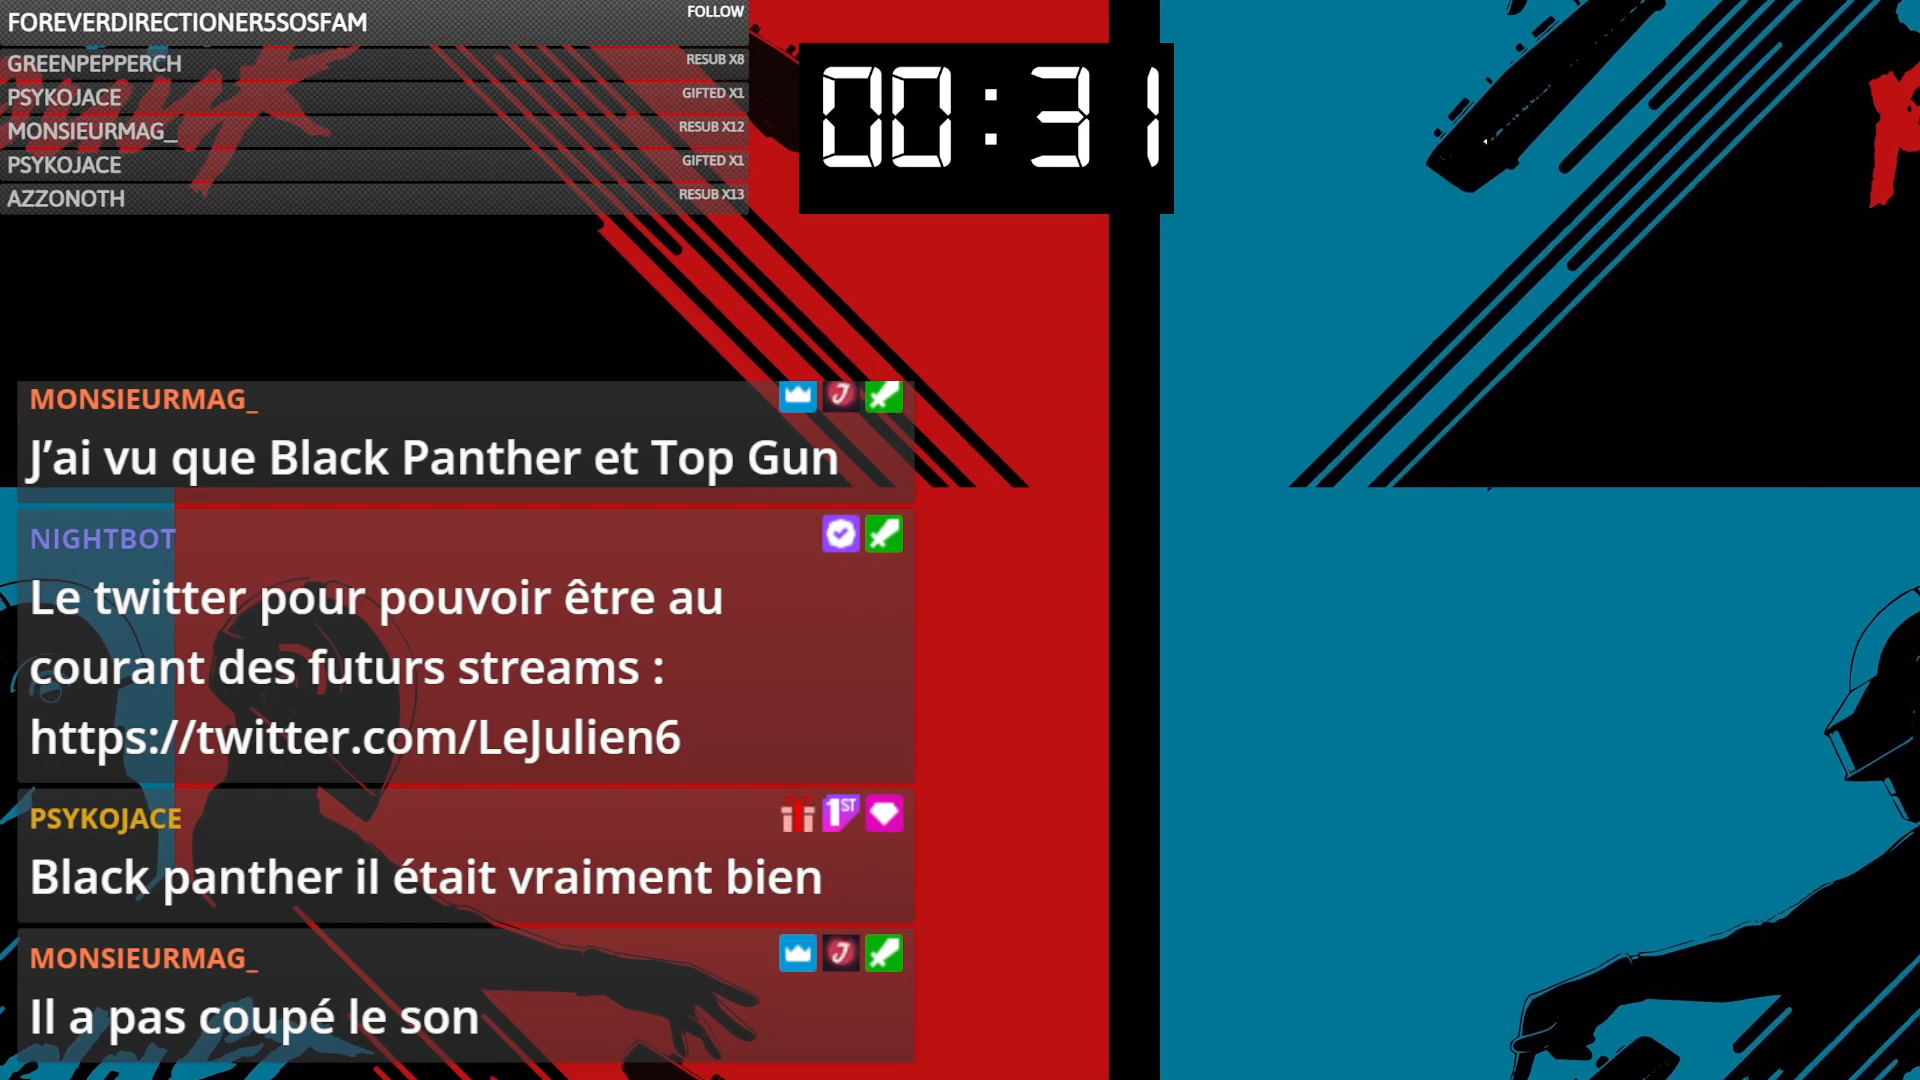 FOREVERDIRECTIONER5SOSFAM FOLLOW
GREENPEPPERCH RESUB X8
PSYKOJACE GIFTED X1
MONSIEURMAG_ RESUB X12
PSYKOJACE GIFTED X1
AZZONOTH RESUB X13
00:31
MONSIEURMAG_
J’ai vu que Black Panther et Top Gun
NIGHTBOT
Le twitter pour pouvoir être au
courant des futurs streams :
https://twitter.com/LeJulien6
PSYKOJACE 1ST
Black panther il était vraiment bien
MONSIEURMAG_
Il a pas coupé le son